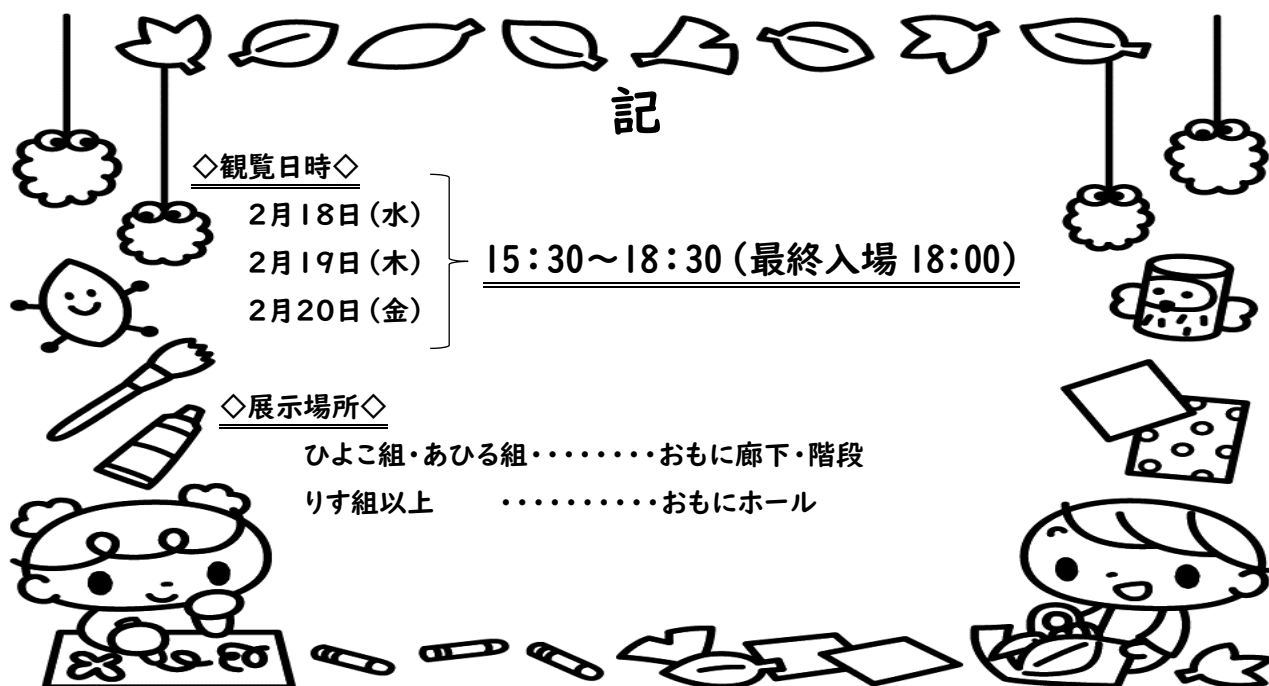 記
◇観覧日時◇
2月18日(水)
2月19日(木)
2月20日(金)
15:30~18:30(最終入場 18:00)
◇展示場所◇
ひよこ組・あひる組・・・・・・・・おもに廊下・階段
りす組以上　　・・・・・・・・・・おもにホール